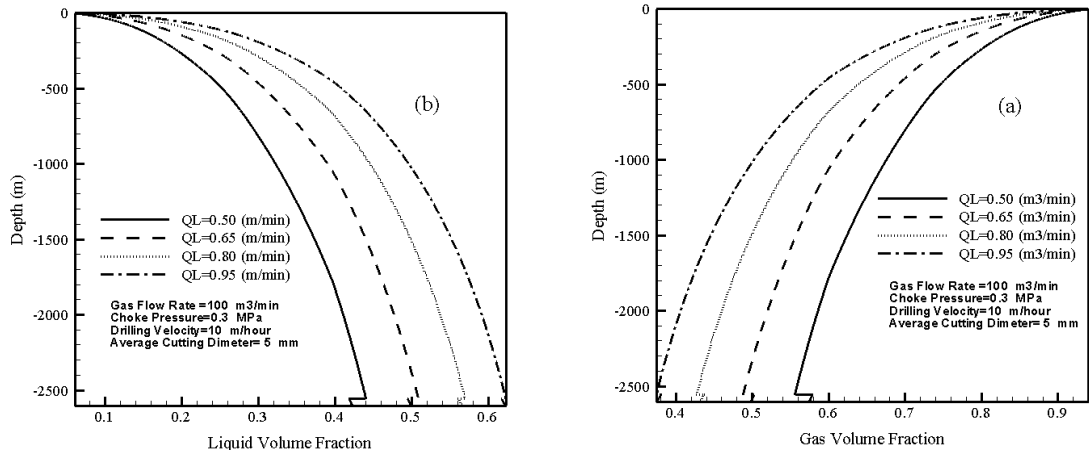 0
-500
-1000
-1500
-2000
-2500
Depth (m)
(b)
QL=0.50 (m/min)
QL=0.65 (m/min)
QL=0.80 (m/min)
QL=0.95 (m/min)
Gas Flow Rate =100 m3/min
Choke Pressure=0.3 MPa
Drilling Velocity=10 m/hour
Average Cutting Dimeter= 5 mm
0.1 0.2 0.3 0.4 0.5 0.6
Liquid Volume Fraction
0
-500
-1000
-1500
-2000
-2500
Depth (m)
(a)
QL=0.50 (m3/min)
QL=0.65 (m3/min)
QL=0.80 (m3/min)
QL=0.95 (m3/min)
Gas Flow Rate =100 m3/min
Choke Pressure=0.3 MPa
Drilling Velocity=10 m/hour
Average Cutting Dimeter= 5 mm
0.4 0.5 0.6 0.7 0.8 0.9
Gas Volume Fraction